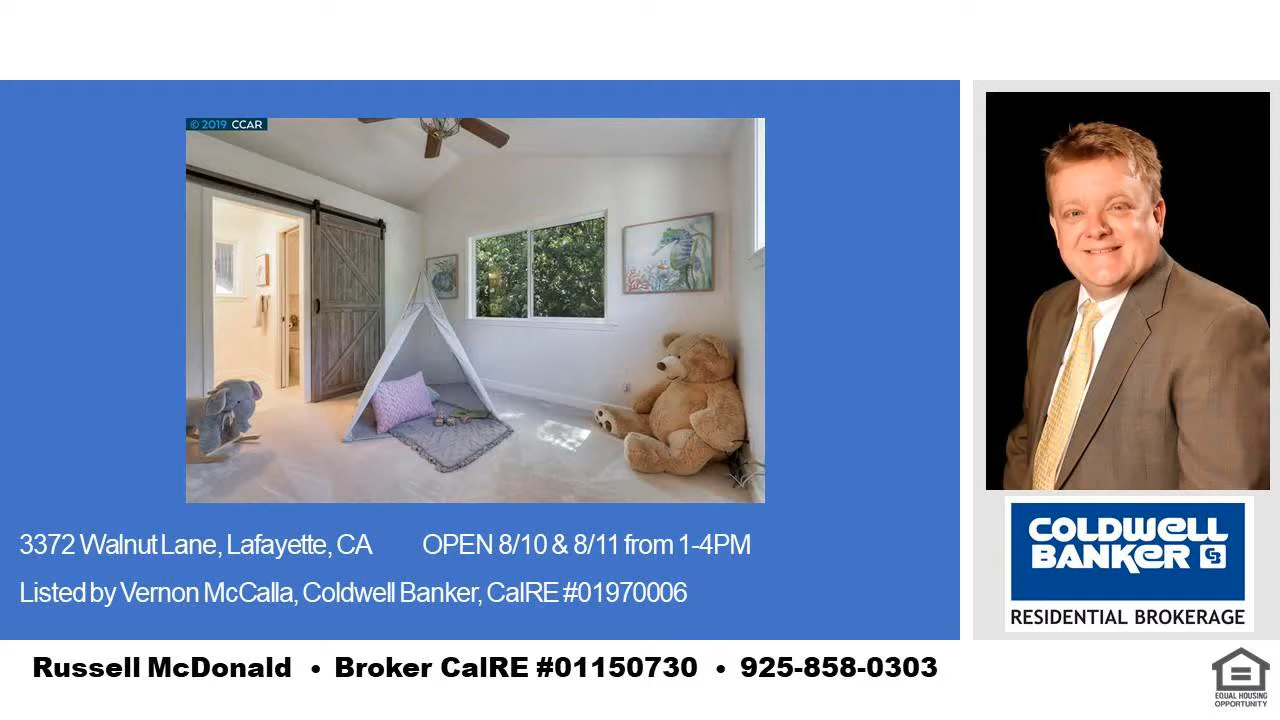 © 2019 CCAR
3372 Walnut Lane, Lafayette, CA OPEN 8/10 & 8/11 from 1-4PM
Listed by Vernon McCalla, Coldwell Banker, CalRE #01970006
COLDWELL
BANKER CB
RESIDENTIAL BROKERAGE
Russell McDonald • Broker CalRE #01150730 • 925-858-0303
EQUAL HOUSING
OPPORTUNITY